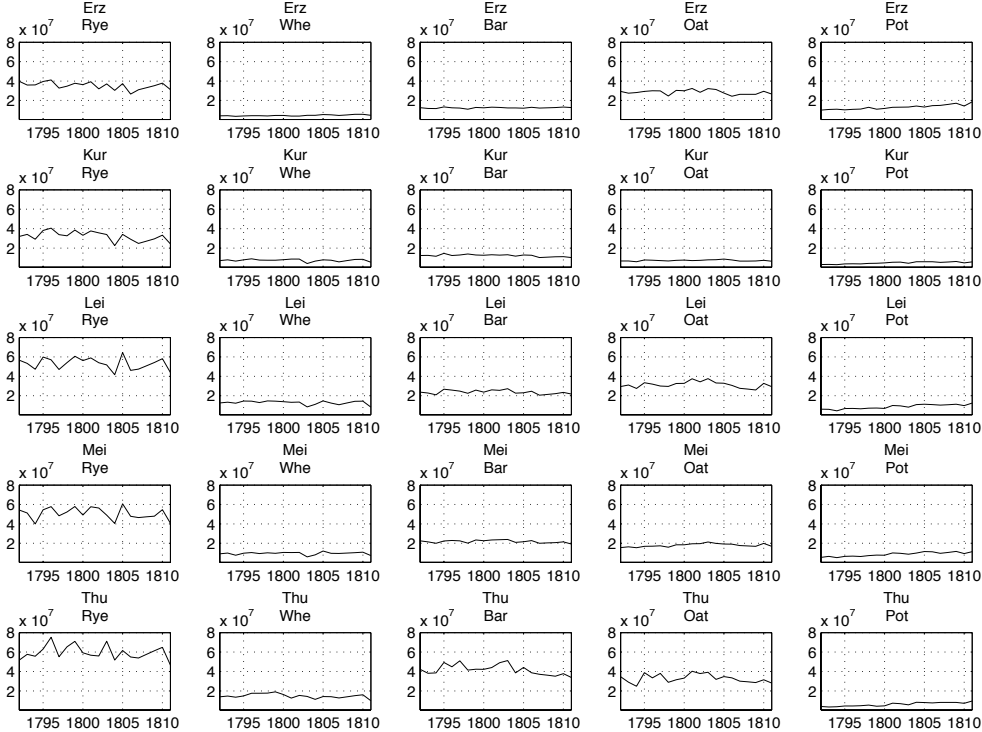 Erz Erz Erz Erz Erz
x 10^7 Rye x 10^7 Whe x 10^7 Bar x 10^7 Oat x 10^7 Pot
8 8 8 8 8
6 6 6 6 6
4 4 4 4 4
2 2 2 2 2
1795 1800 1805 1810 1795 1800 1805 1810 1795 1800 1805 1810 1795 1800 1805 1810 1795 1800 1805 1810
Kur Kur Kur Kur Kur
x 10^7 Rye x 10^7 Whe x 10^7 Bar x 10^7 Oat x 10^7 Pot
8 8 8 8 8
6 6 6 6 6
4 4 4 4 4
2 2 2 2 2
1795 1800 1805 1810 1795 1800 1805 1810 1795 1800 1805 1810 1795 1800 1805 1810 1795 1800 1805 1810
Lei Lei Lei Lei Lei
x 10^7 Rye x 10^7 Whe x 10^7 Bar x 10^7 Oat x 10^7 Pot
8 8 8 8 8
6 6 6 6 6
4 4 4 4 4
2 2 2 2 2
1795 1800 1805 1810 1795 1800 1805 1810 1795 1800 1805 1810 1795 1800 1805 1810 1795 1800 1805 1810
Mei Mei Mei Mei Mei
x 10^7 Rye x 10^7 Whe x 10^7 Bar x 10^7 Oat x 10^7 Pot
8 8 8 8 8
6 6 6 6 6
4 4 4 4 4
2 2 2 2 2
1795 1800 1805 1810 1795 1800 1805 1810 1795 1800 1805 1810 1795 1800 1805 1810 1795 1800 1805 1810
Thu Thu Thu Thu Thu
x 10^7 Rye x 10^7 Whe x 10^7 Bar x 10^7 Oat x 10^7 Pot
8 8 8 8 8
6 6 6 6 6
4 4 4 4 4
2 2 2 2 2
1795 1800 1805 1810 1795 1800 1805 1810 1795 1800 1805 1810 1795 1800 1805 1810 1795 1800 1805 1810